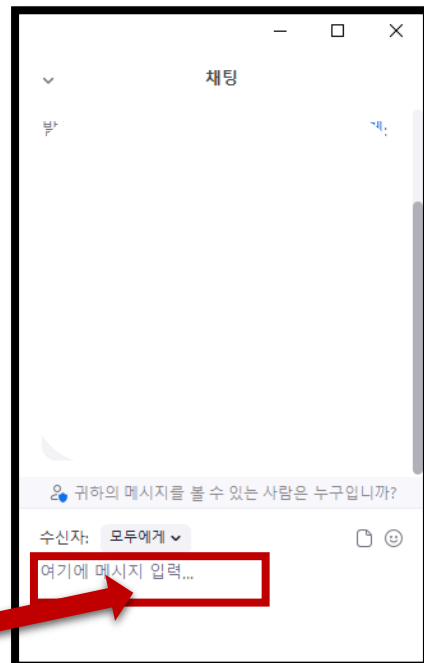 채팅
귀하의 메시지를 볼 수 있는 사람은 누구입니까?
수신자: 모두에게
여기에 메시지 입력...